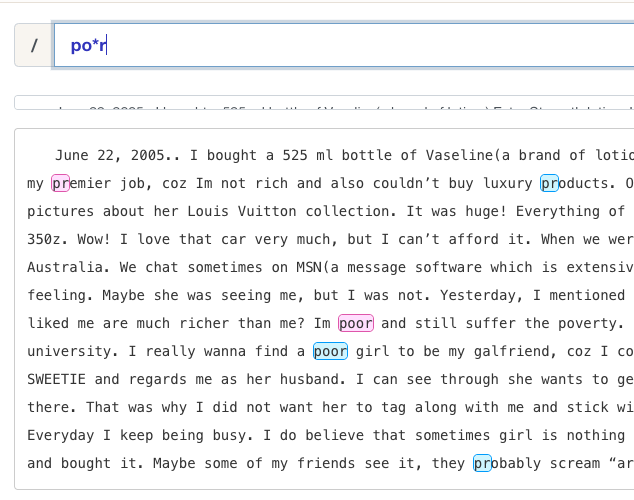 / po*r
June 22, 2005.. I bought a 525 ml bottle of Vaseline(a brand of lotio
my premier job, coz Im not rich and also couldn’t buy luxury products. O
pictures about her Louis Vuitton collection. It was huge! Everything of
350z. Wow! I love that car very much, but I can’t afford it. When we wer
Australia. We chat sometimes on MSN(a message software which is extensiv
feeling. Maybe she was seeing me, but I was not. Yesterday, I mentioned
liked me are much richer than me? Im poor and still suffer the poverty.
university. I really wanna find a poor girl to be my galfriend, coz I co
SWEETIE and regards me as her husband. I can see through she wants to ge
there. That was why I did not want her to tag along with me and stick wi
Everyday I keep being busy. I do believe that sometimes girl is nothing
and bought it. Maybe some of my friends see it, they probably scream “ar